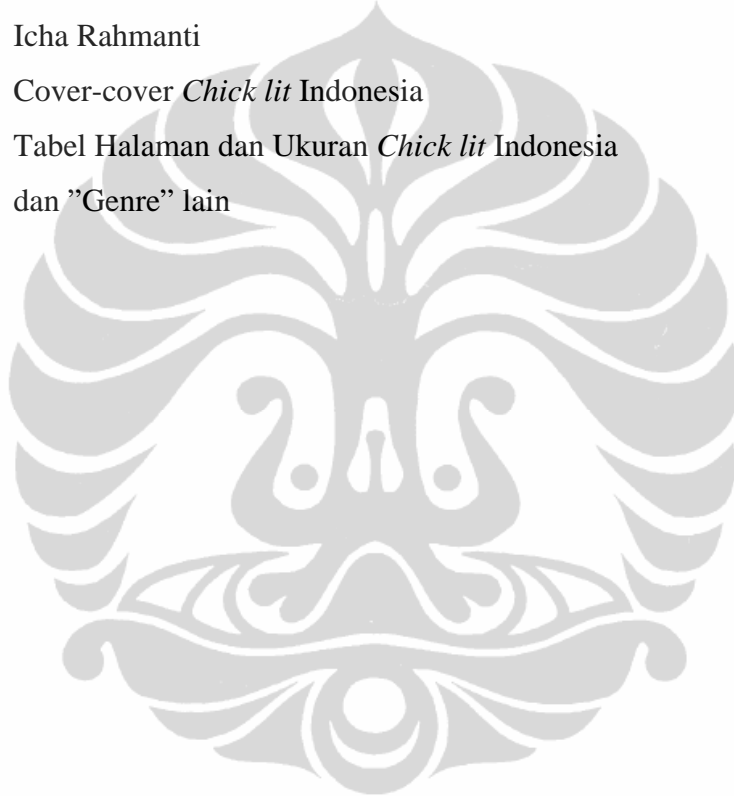 Icha Rahmanti
Cover-cover Chick lit Indonesia
Tabel Halaman dan Ukuran Chick lit Indonesia
dan ”Genre” lain